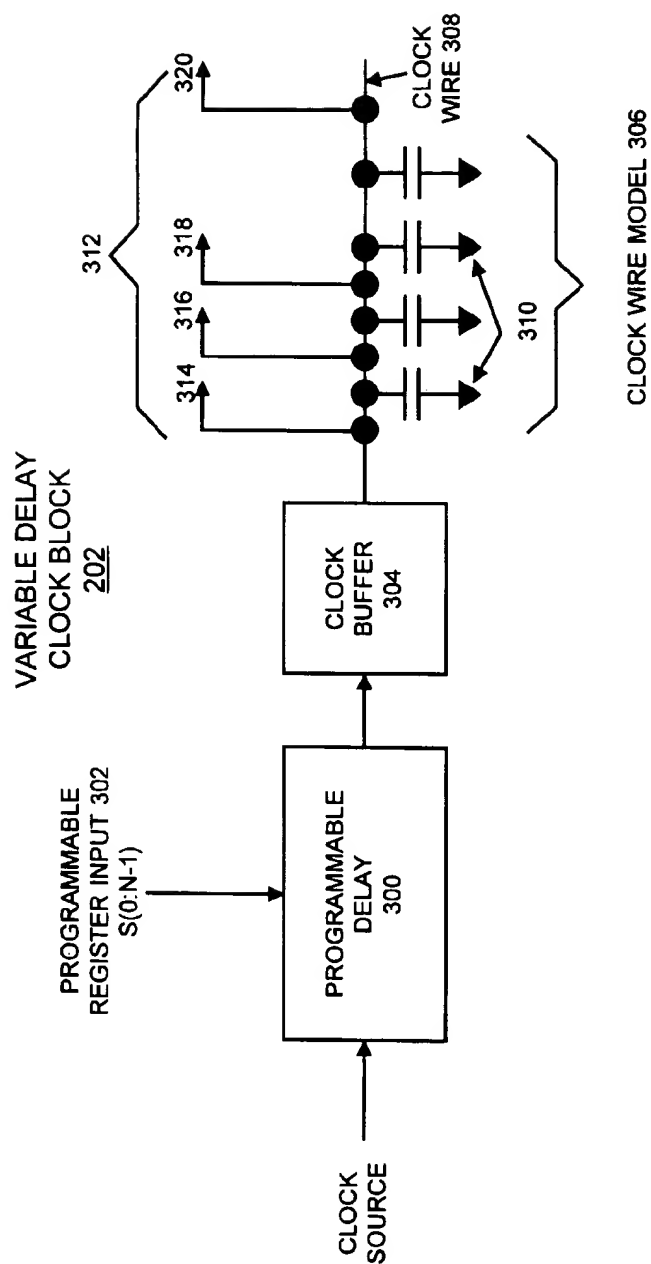 VARIABLE DELAY
CLOCK BLOCK
202
PROGRAMMABLE
REGISTER INPUT 302
S(0:N-1)
CLOCK
SOURCE
PROGRAMMABLE
DELAY
300
CLOCK
BUFFER
304
312
314
316
318
320
CLOCK
WIRE 308
310
CLOCK WIRE MODEL 306